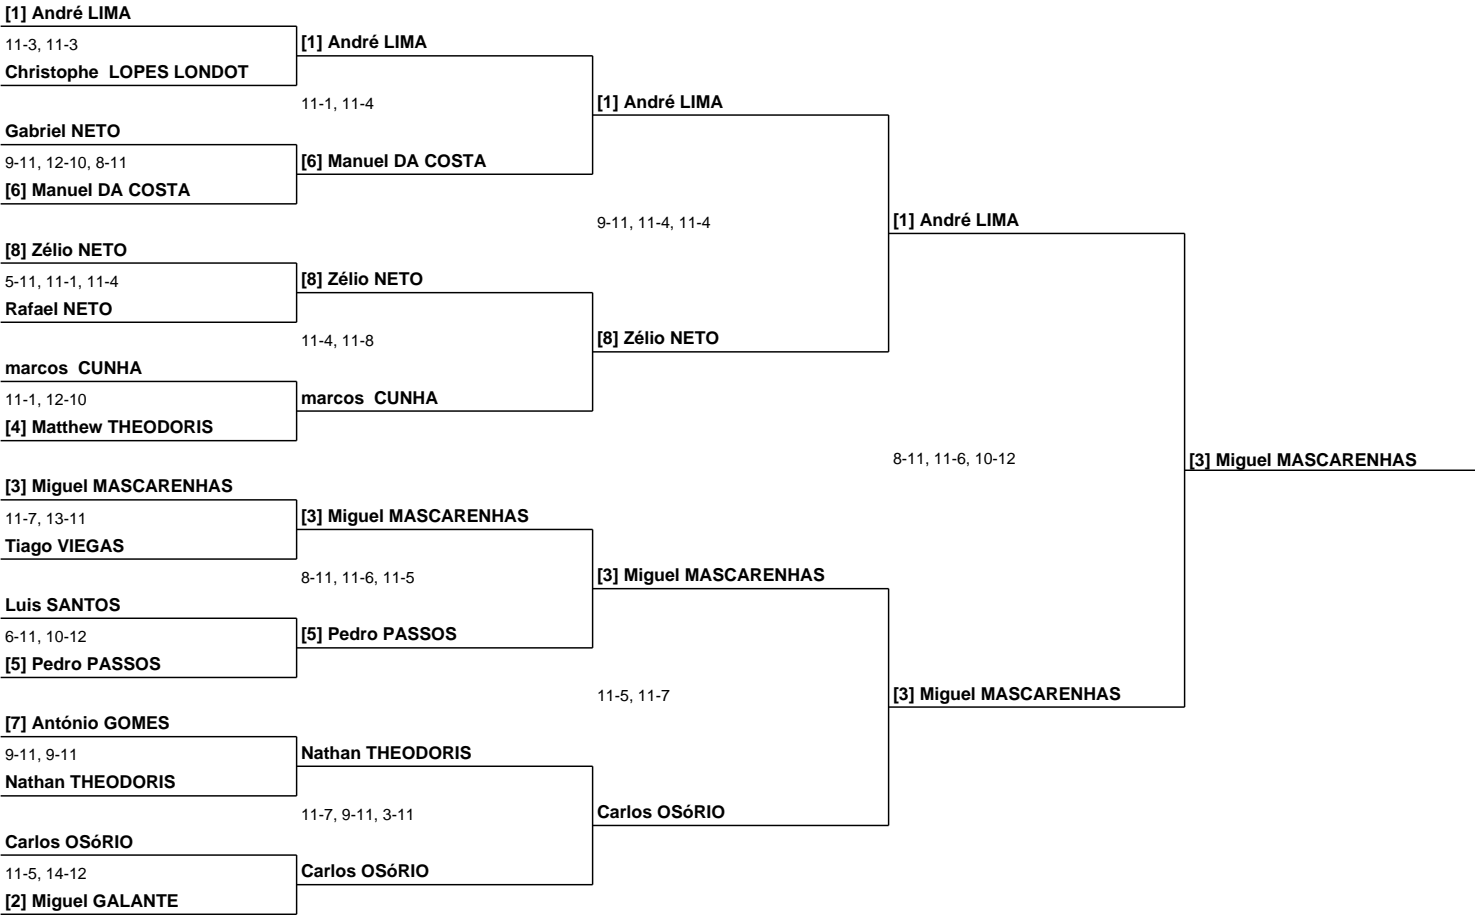 [1] André LIMA
11-3, 11-3
[1] André LIMA
Christophe  LOPES LONDOT
11-1, 11-4
[1] André LIMA
Gabriel NETO
9-11, 12-10, 8-11
[6] Manuel DA COSTA
[6] Manuel DA COSTA
9-11, 11-4, 11-4
[1] André LIMA
[8] Zélio NETO
5-11, 11-1, 11-4
[8] Zélio NETO
Rafael NETO
11-4, 11-8
[8] Zélio NETO
marcos  CUNHA
11-1, 12-10
marcos  CUNHA
[4] Matthew THEODORIS
8-11, 11-6, 10-12
[3] Miguel MASCARENHAS
[3] Miguel MASCARENHAS
11-7, 13-11
[3] Miguel MASCARENHAS
Tiago VIEGAS
8-11, 11-6, 11-5
[3] Miguel MASCARENHAS
Luis SANTOS
6-11, 10-12
[5] Pedro PASSOS
[5] Pedro PASSOS
11-5, 11-7
[3] Miguel MASCARENHAS
[7] António GOMES
9-11, 9-11
Nathan THEODORIS
Nathan THEODORIS
11-7, 9-11, 3-11
Carlos OSóRIO
Carlos OSóRIO
11-5, 14-12
Carlos OSóRIO
[2] Miguel GALANTE